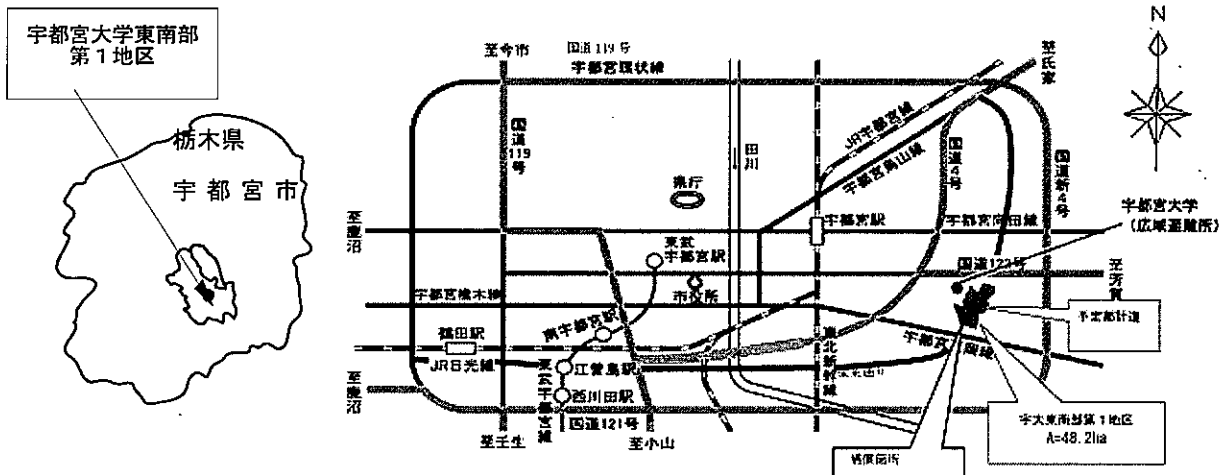 宇都宮大学東南部
第１地区
栃木県
宇都宮市
至今市
国道119号
宇都宮環状線
至氏家
N
国道119号
田川
JR宇都宮線
宇都宮烏山線
国道4号
国道新4号
県庁
宇都宮大学
(広域避難所)
至鹿沼
宇都宮駅
宇都宮向田線
東武
宇都宮駅
国道123号
至芳賀
市役所
宇都宮栃木線
南宇都宮駅
鶴田駅
JR日光線
江曽島駅
東武宇都宮線
西川田駅
東北新幹線
至鹿沼
国道121号
至壬生
至小山
宇大東南部第１地区
A=48.2ha